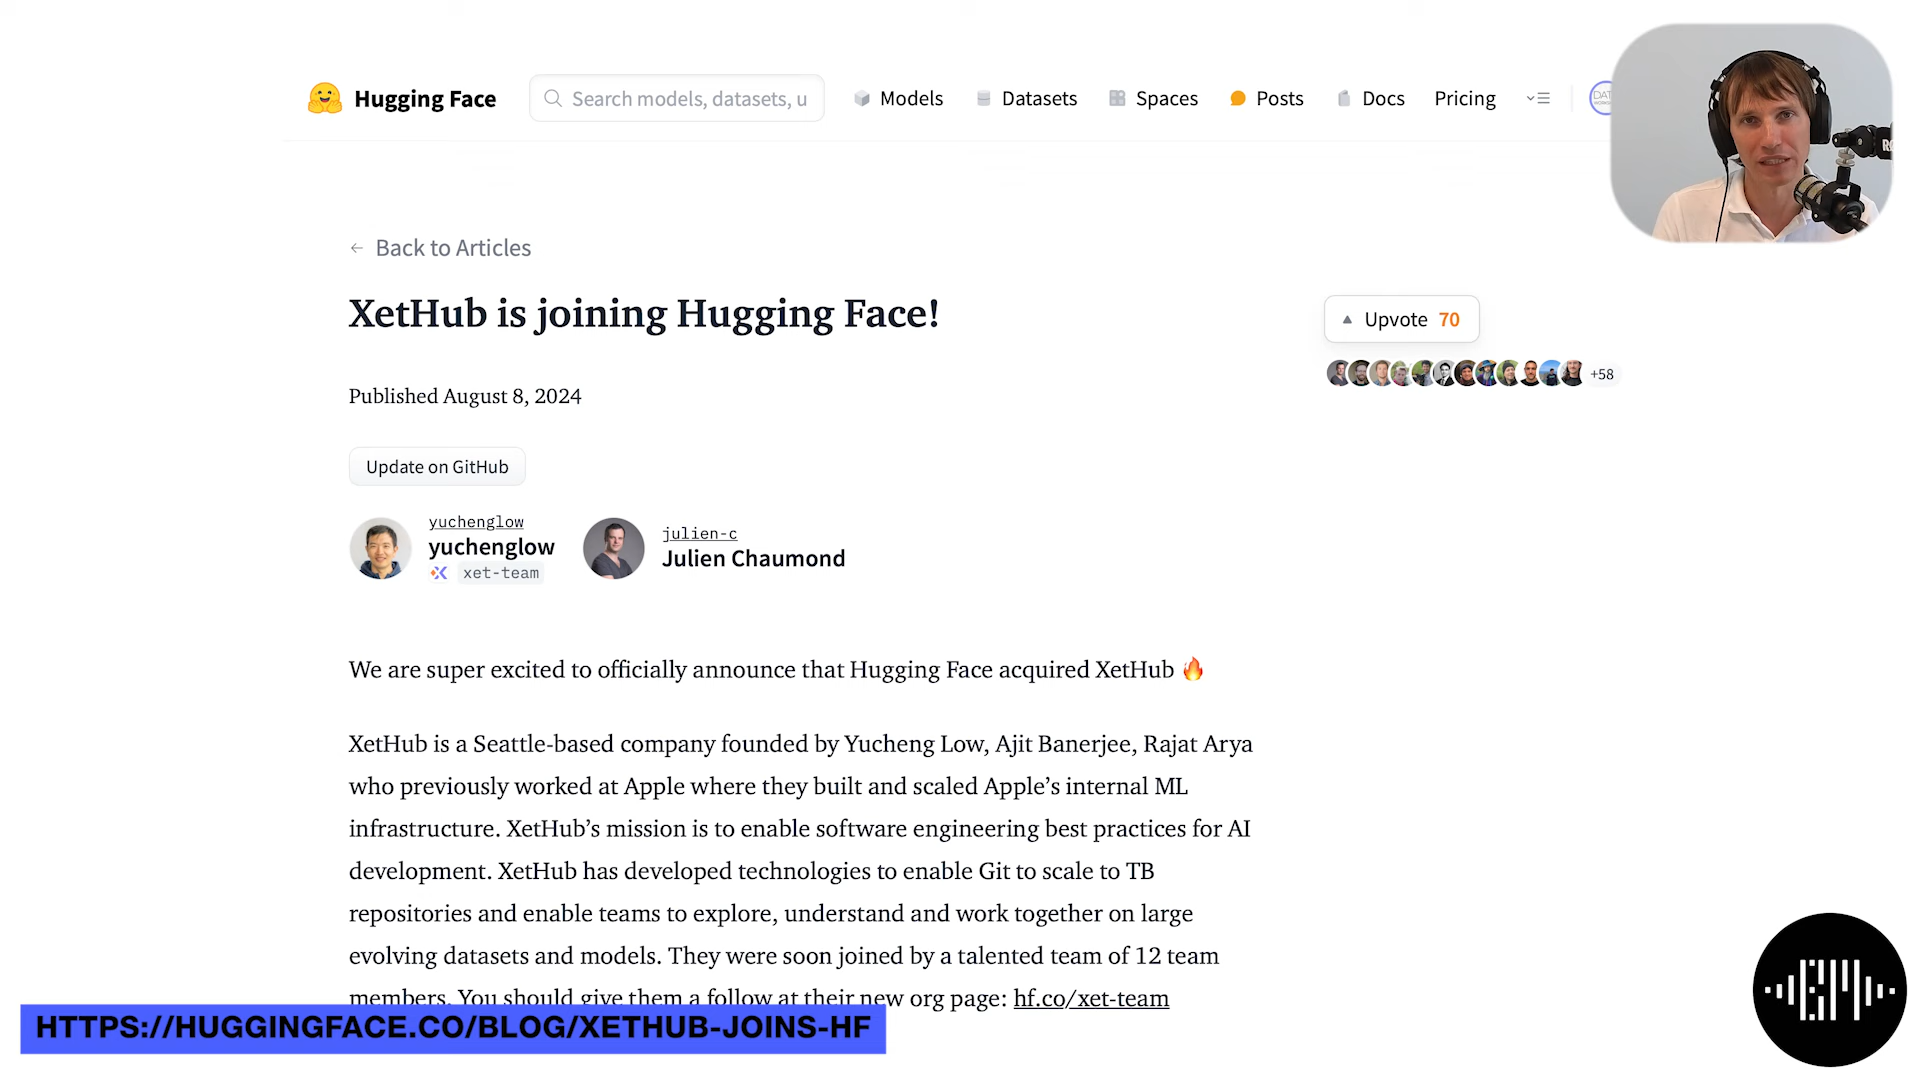 Hugging Face
Search models, datasets, u
Models
Datasets
Spaces
Posts
Docs
Pricing
← Back to Articles
XetHub is joining Hugging Face!
Upvote 70
+58
Published August 8, 2024
Update on GitHub
yuchenglow
yuchenglow
xet-team
julien-c
Julien Chaumond
We are super excited to officially announce that Hugging Face acquired XetHub 🔥
XetHub is a Seattle-based company founded by Yucheng Low, Ajit Banerjee, Rajat Arya
who previously worked at Apple where they built and scaled Apple’s internal ML
infrastructure. XetHub’s mission is to enable software engineering best practices for AI
development. XetHub has developed technologies to enable Git to scale to TB
repositories and enable teams to explore, understand and work together on large
evolving datasets and models. They were soon joined by a talented team of 12 team
members. You should give them a follow at their new org page: hf.co/xet-team
HTTPS://HUGGINGFACE.CO/BLOG/XETHUB-JOINS-HF